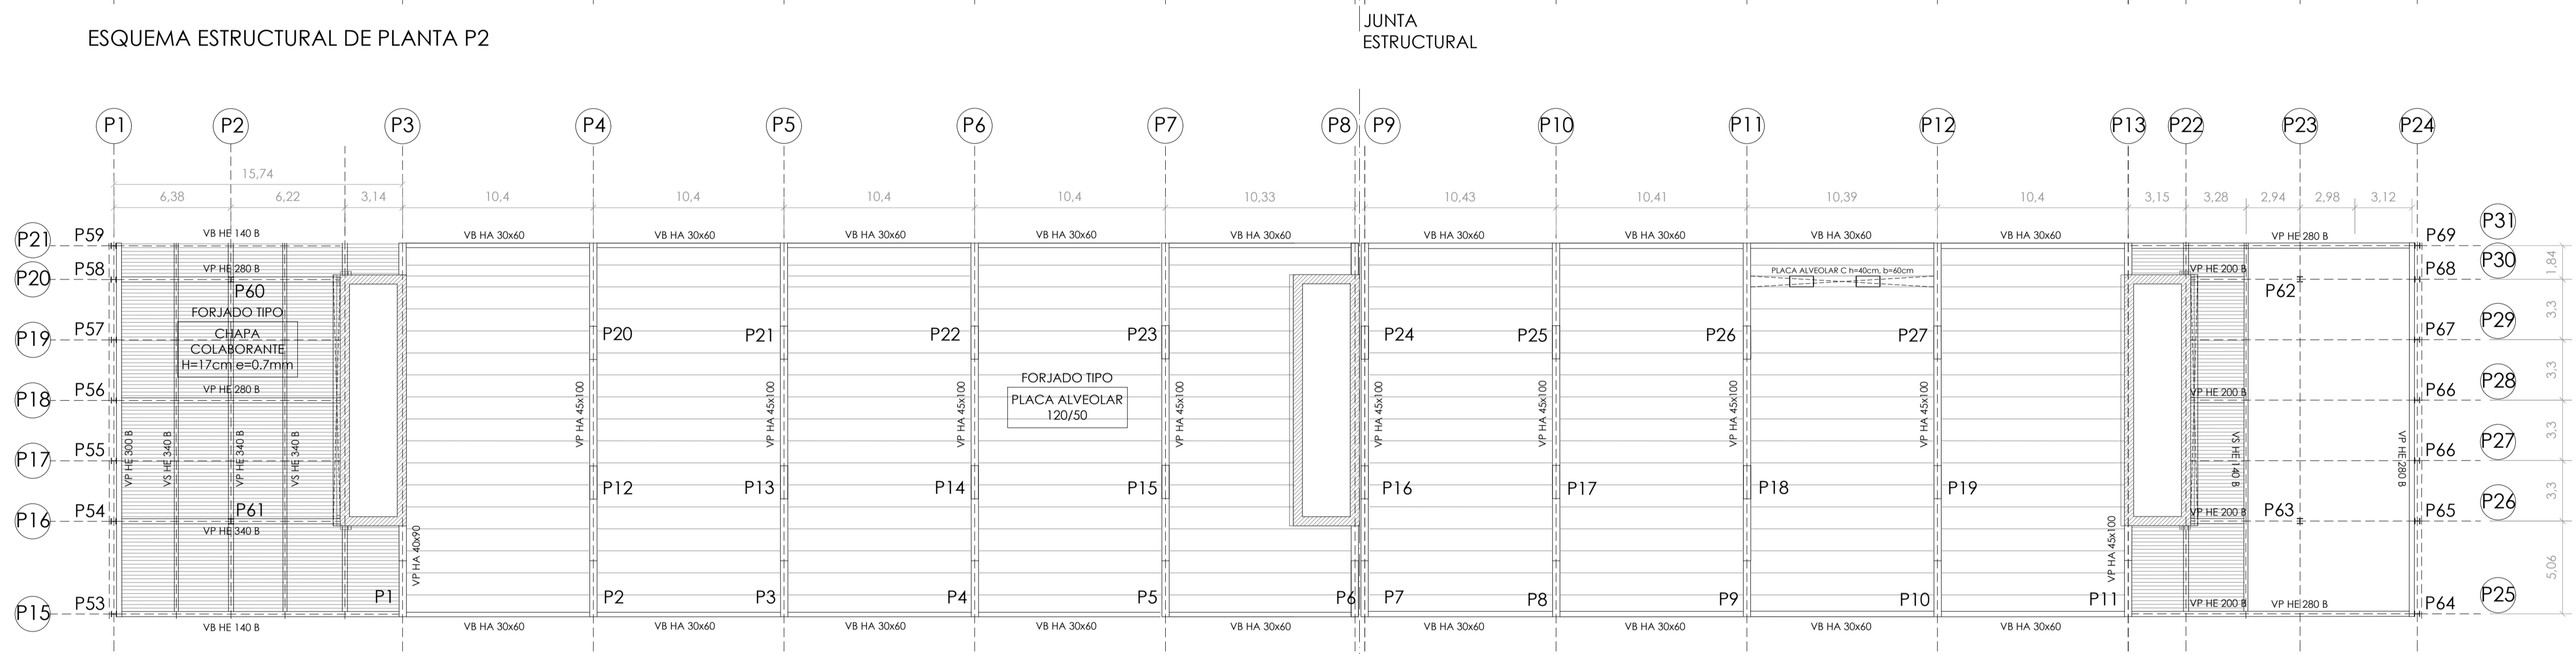 JUNTA
ESTRUCTURAL
ESQUEMA ESTRUCTURAL DE PLANTA P2
P1 P2 P3 P4 P5 P6 P7 P8 P9 P10 P11 P12 P13 P22 P23 P24
15,74
6,38 6,22 3,14 10,4 10,4 10,4 10,4 10,33 10,43 10,41 10,39 10,4 3,15 3,28 2,94 2,98 3,12
P21 P59 VB HE 140 B VB HA 30x60 VB HA 30x60 VB HA 30x60 VB HA 30x60 VB HA 30x60 VB HA 30x60 VB HA 30x60 VB HA 30x60 VB HA 30x60 VP HE 280 B P69 P31
P20 P58 VP HE 280 B PLACA ALVEOLAR C h=40cm, b=60cm VP HE 200 B P68 P30
1,84
P60 P62
FORJADO TIPO
CHAPA
COLABORANTE
H=17cm e=0.7mm
3,3
P19 P57 P20 P21 P22 P23 P24 P25 P26 P27 P67 P29
3,3
FORJADO TIPO
PLACA ALVEOLAR
120/50
P18 P56 VP HE 280 B VP HE 200 B P66 P28
VP HA 45x100 VP HA 45x100 VP HA 45x100 VP HA 45x100 VP HA 45x100 VP HA 45x100 VP HA 45x100 VP HA 45x100
3,3
P17 P55 P66 P27
VP HE 300 B VS HE 340 B VP HE 340 B VS HE 340 B VS HE 140 B VP HE 280 B
3,3
P12 P13 P14 P15 P16 P17 P18 P19
P16 P54 P61 VP HE 200 B P63 P65 P26
VP HE 340 B
VP HA 40x90 VP HA 45x100
5,06
P15 P53 P1 P2 P3 P4 P5 P6 P7 P8 P9 P10 P11 VP HE 200 B VP HE 280 B P64 P25
VB HE 140 B VB HA 30x60 VB HA 30x60 VB HA 30x60 VB HA 30x60 VB HA 30x60 VB HA 30x60 VB HA 30x60 VB HA 30x60 VB HA 30x60